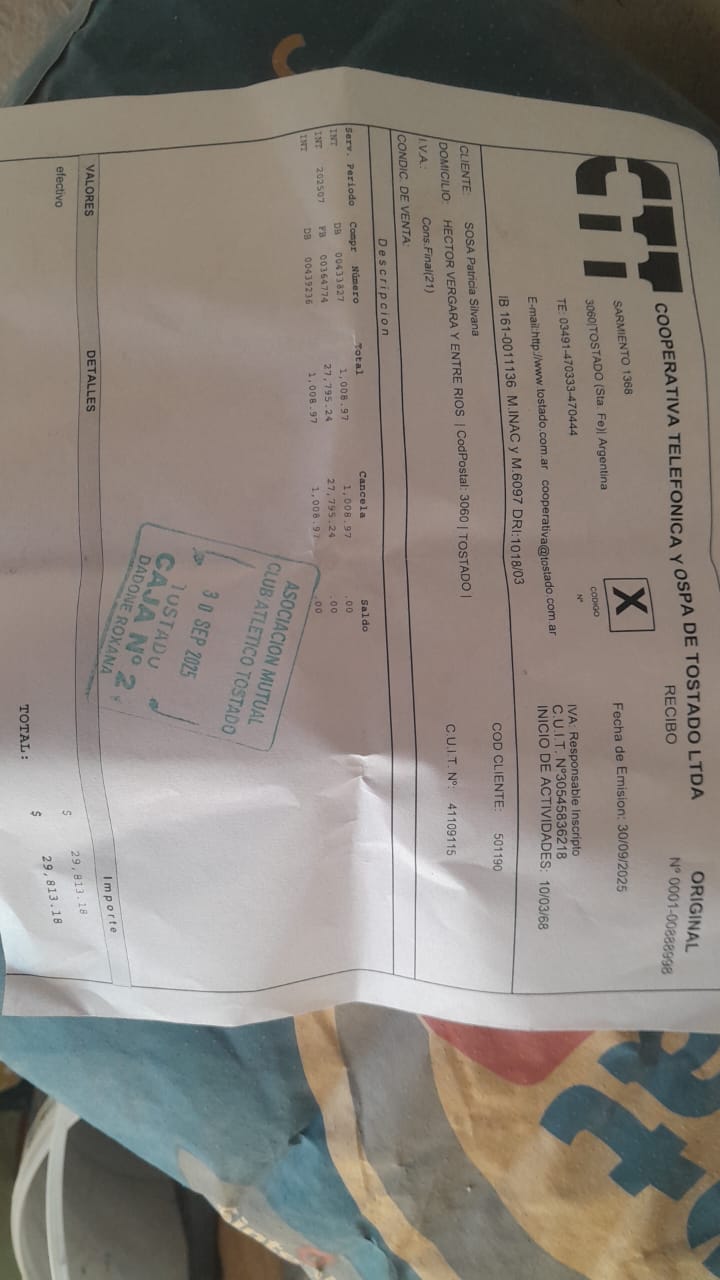 CTT
COOPERATIVA TELEFONICA Y OSPA DE TOSTADO LTDA
SARMIENTO 1368
3060|TOSTADO (Sta. Fe)| Argentina
TE: 03491-470333-470444
E-mail:http://www.tostado.com.ar cooperativa@tostado.com.ar
IB 161-0011136 M.INAC y M.6097 DRI:1018/03
X
CODIGO
Nº
RECIBO
ORIGINAL
Nº 0001-00888998
Fecha de Emision: 30/09/2025
IVA: Responsable Inscripto
C.U.I.T. Nº30545836218
INICIO DE ACTIVIDADES: 10/03/68
CLIENTE: SOSA Patricia Silvana COD CLIENTE: 501190
DOMICILIO: HECTOR VERGARA Y ENTRE RIOS | CodPostal: 3060 | TOSTADO |
I.V.A.: Cons.Final(21) C.U.I.T. Nº: 41109115
CONDIC. DE VENTA:
Descripcion
Serv. Periodo Compr Número Total Cancela Saldo
INT DB 00433827 1,008.97 1,008.97 .00
INT 202507 FB 00364774 27,795.24 27,795.24 .00
INT DB 00439236 1,008.97 1,008.97 .00
ASOCIACION MUTUAL
CLUB ATLETICO TOSTADO
30 SEP 2025
TOSTADO
CAJA Nº 2
DADONE ROXANA
VALORES DETALLES Importe
efectivo $ 29,813.18
TOTAL: $ 29,813.18